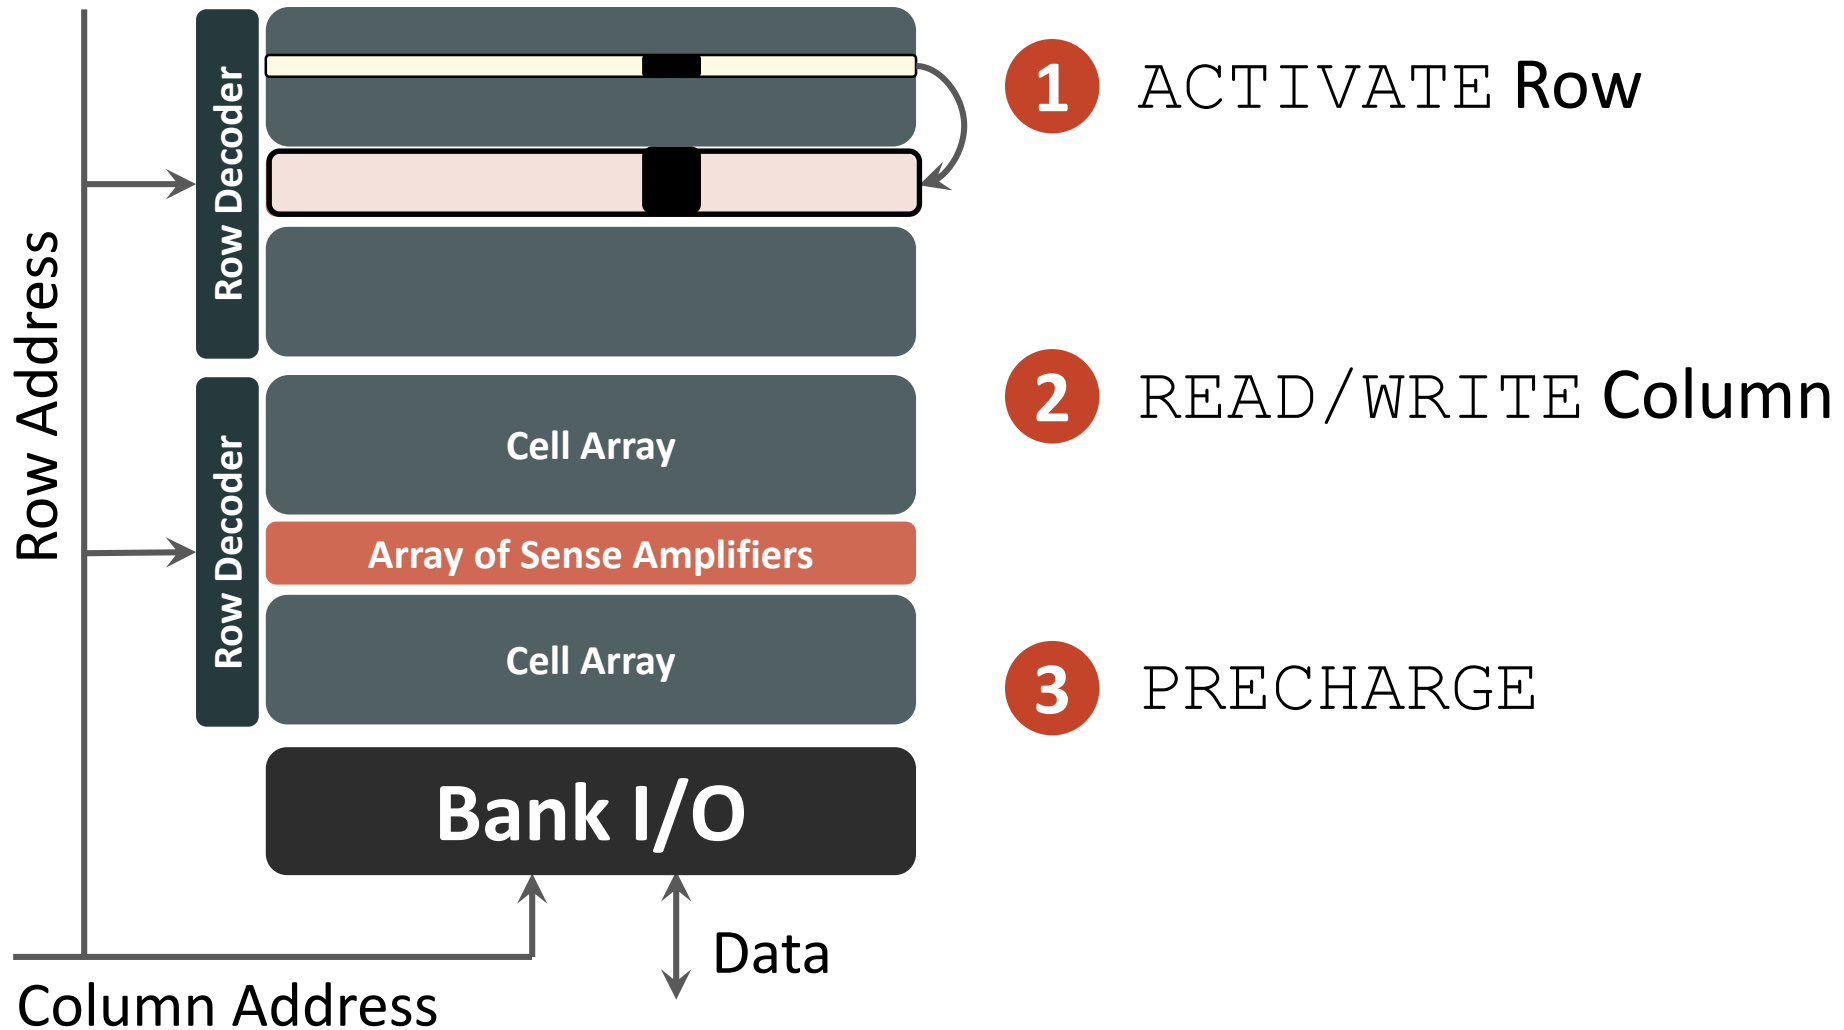 Row Address
Row Decoder
Row Decoder
Cell Array
Array of Sense Amplifiers
Cell Array
Bank I/O
Data
Column Address
1 ACTIVATE Row
2 READ/WRITE Column
3 PRECHARGE